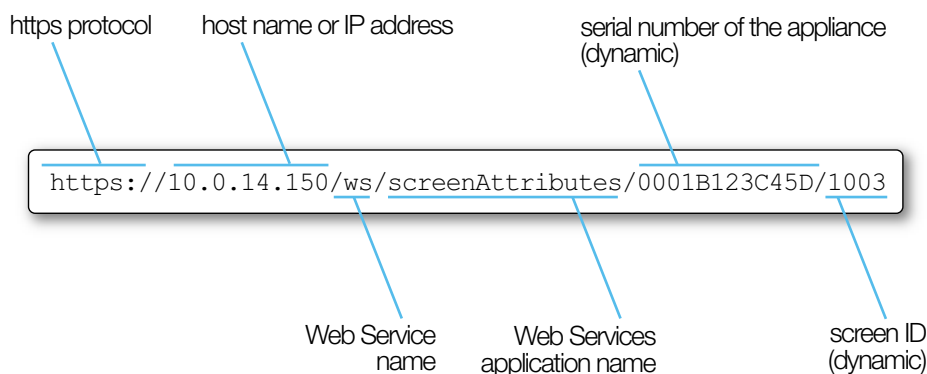 https protocol
host name or IP address
serial number of the appliance
(dynamic)
https://10.0.14.150/ws/screenAttributes/0001B123C45D/1003
Web Service
name
Web Services
application name
screen ID
(dynamic)